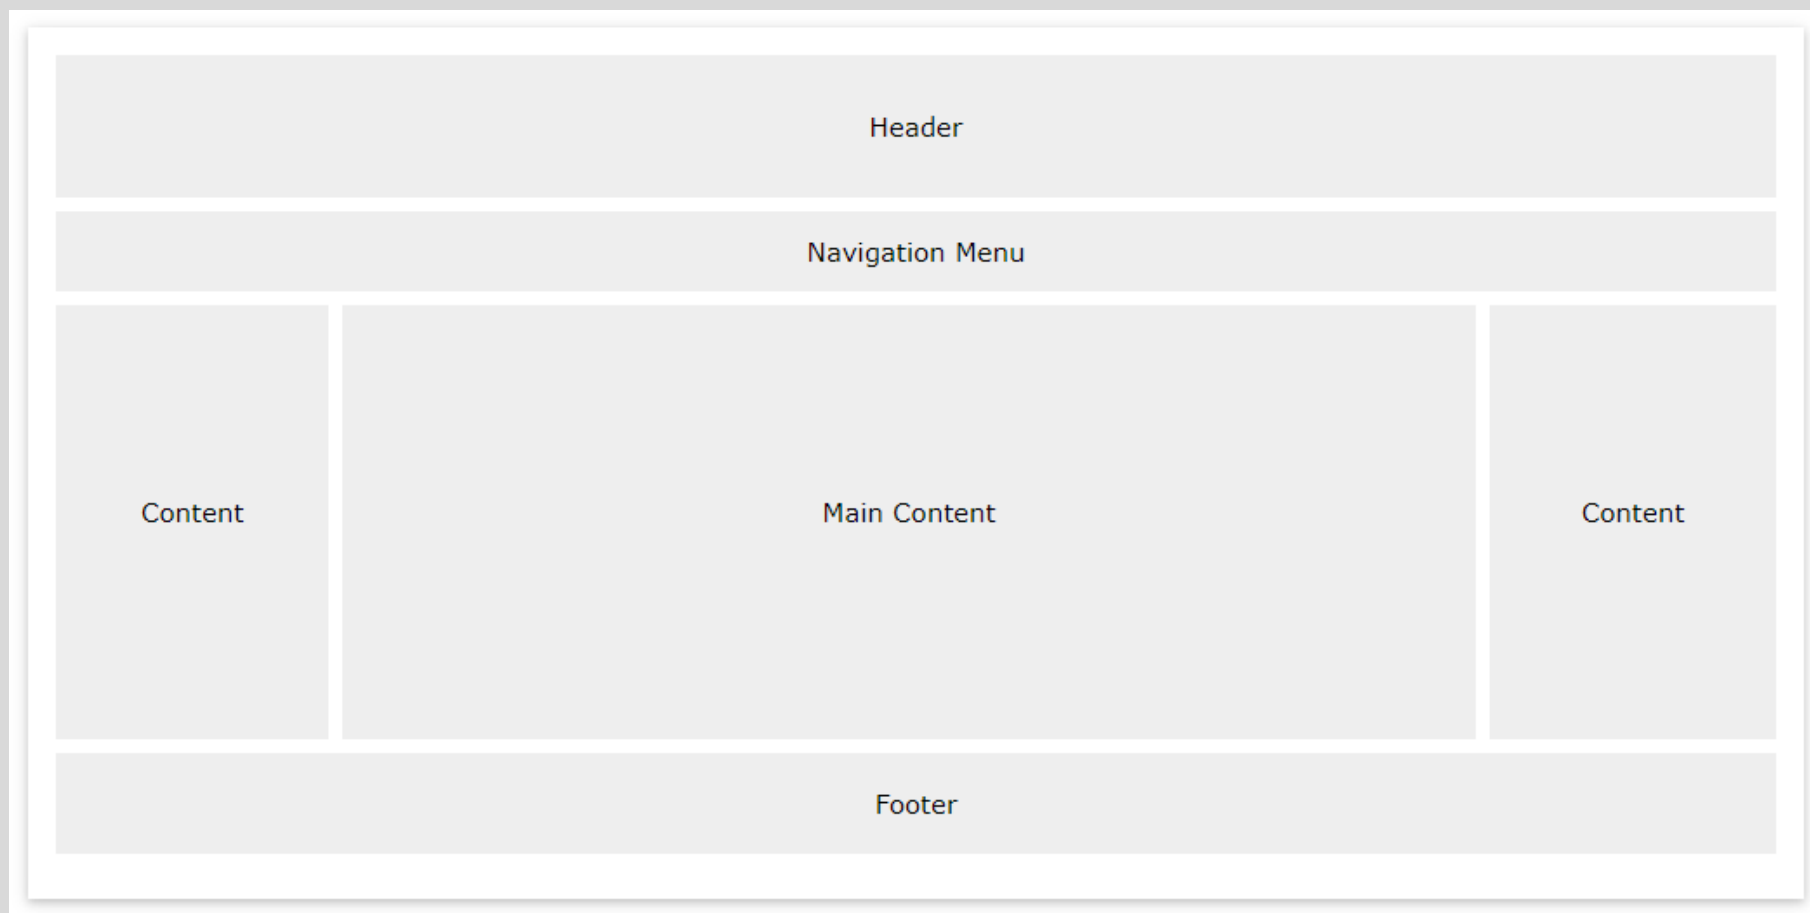 Header
Navigation Menu
Content
Main Content
Content
Footer